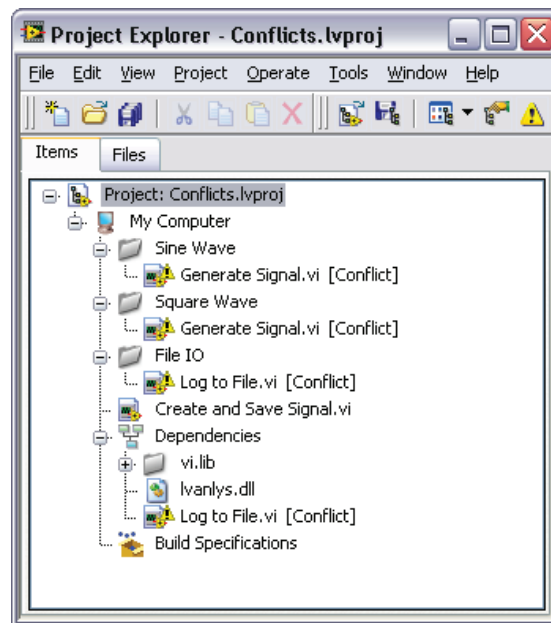 Project Explorer - Conflicts.lvproj
File Edit View Project Operate Tools Window Help
Items Files
Project: Conflicts.lvproj
My Computer
Sine Wave
Generate Signal.vi [Conflict]
Square Wave
Generate Signal.vi [Conflict]
File IO
Log to File.vi [Conflict]
Create and Save Signal.vi
Dependencies
vi.lib
lvanlys.dll
Log to File.vi [Conflict]
Build Specifications